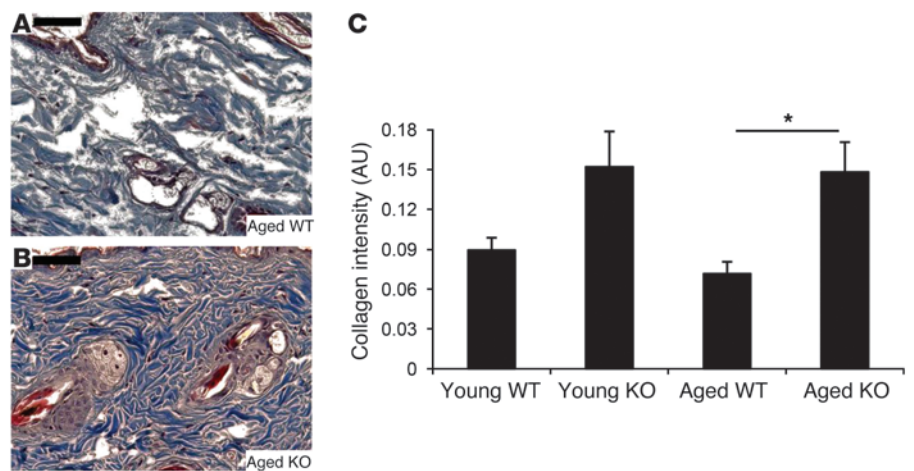 A
Aged WT
B
Aged KO
C
Collagen intensity (AU)
0.18
0.15
0.12
0.09
0.06
0.03
0
*
Young WT
Young KO
Aged WT
Aged KO